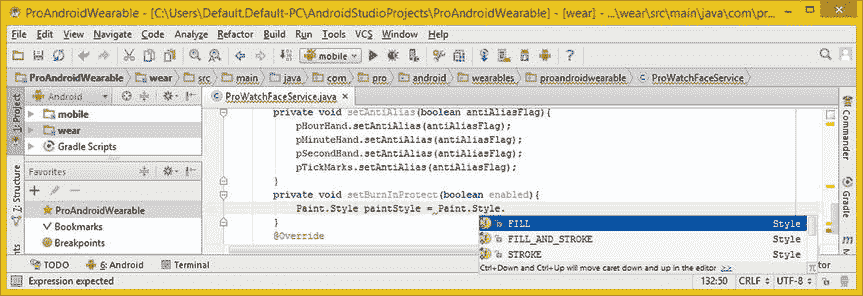 ProAndroidWearable - [C:\Users\Default.Default-PC\AndroidStudioProjects\ProAndroidWearable] - [wear] - ...\wear\src\main\java\com\pr...
File Edit View Navigate Code Analyze Refactor Build Run Tools VCS Window Help
mobile
ProAndroidWearable wear src main java com pro android wearables proandroidwearable ProWatchFaceService
Android
ProWatchFaceService.java
1: Project
mobile
wear
Gradle Scripts
Favorites
ProAndroidWearable
Bookmarks
Breakpoints
Z: Structure
private void setAntiAlias(boolean antiAliasFlag){
pHourHand.setAntiAlias(antiAliasFlag);
pMinuteHand.setAntiAlias(antiAliasFlag);
pSecondHand.setAntiAlias(antiAliasFlag);
pTickMarks.setAntiAlias(antiAliasFlag);
}
private void setBurnInProtect(boolean enabled){
Paint.Style paintStyle = Paint.Style.
}
@Override
FILL Style
FILL_AND_STROKE Style
STROKE Style
Ctrl+Down and Ctrl+Up will move caret down and up in the editor >>
Commander
Gradle
TODO 6: Android Terminal
Expression expected 132:50 CRLF UTF-8